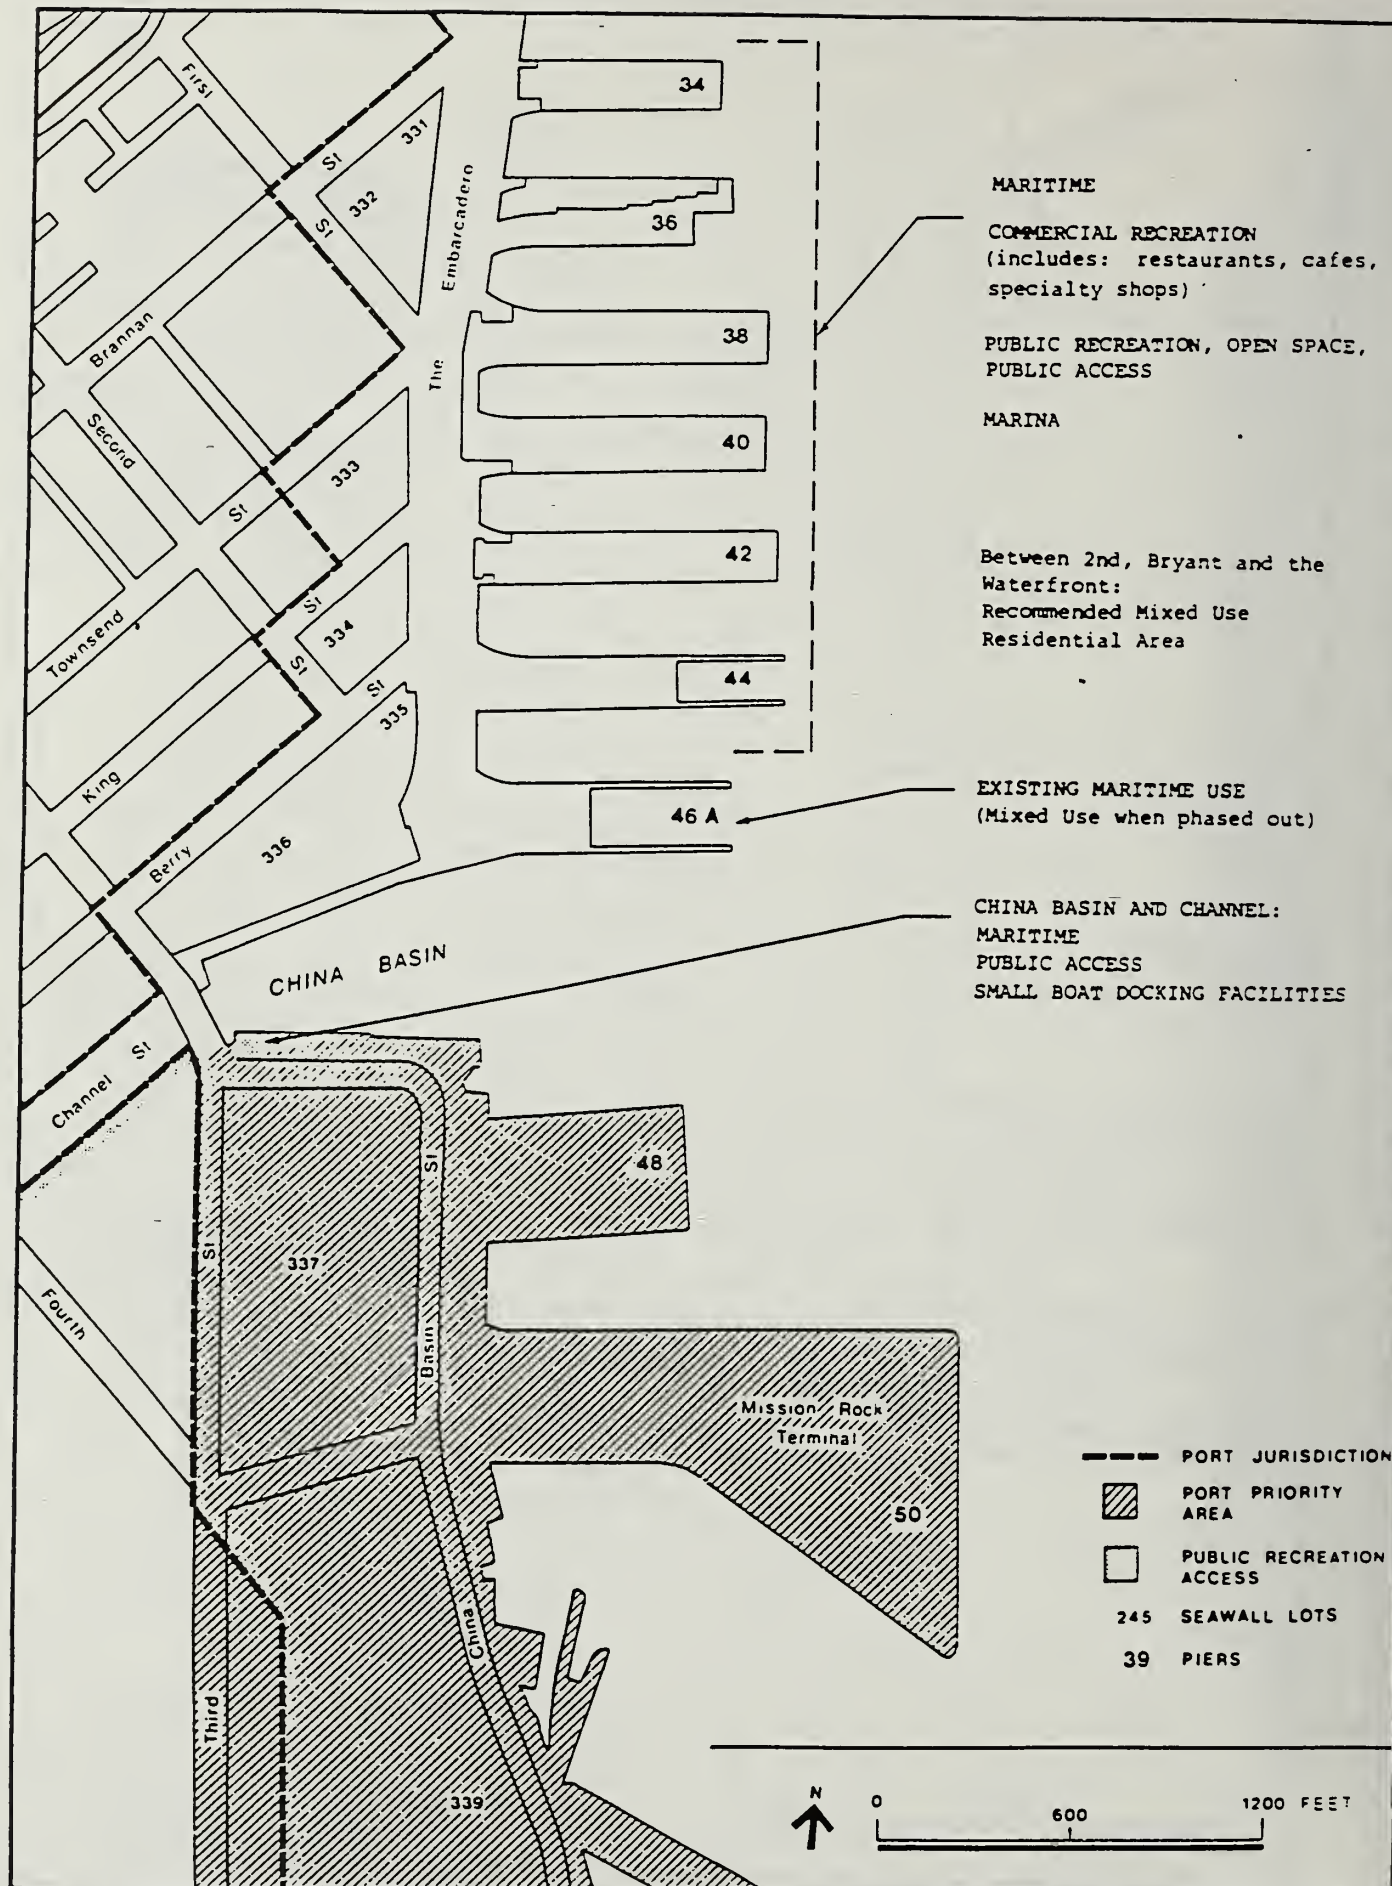 First
St
331
332
St
The Embarcadero
34
36
38
40
42
44
46 A
Brannan
St
Second
St
333
Townsend
St
334
King
St
335
336
Berry
MARITIME
COMMERCIAL RECREATION
(includes: restaurants, cafes,
specialty shops)
PUBLIC RECREATION, OPEN SPACE,
PUBLIC ACCESS
MARINA
Between 2nd, Bryant and the
Waterfront:
Recommended Mixed Use
Residential Area
EXISTING MARITIME USE
(Mixed Use when phased out)
CHINA BASIN AND CHANNEL:
MARITIME
PUBLIC ACCESS
SMALL BOAT DOCKING FACILITIES
CHINA BASIN
Channel St
48
337
St
Fourth
China Basin St
Mission Rock
Terminal
50
Third
339
PORT JURISDICTION
PORT PRIORITY
AREA
PUBLIC RECREATION
ACCESS
245 SEAWALL LOTS
39 PIERS
N
0
600
1200 FEET